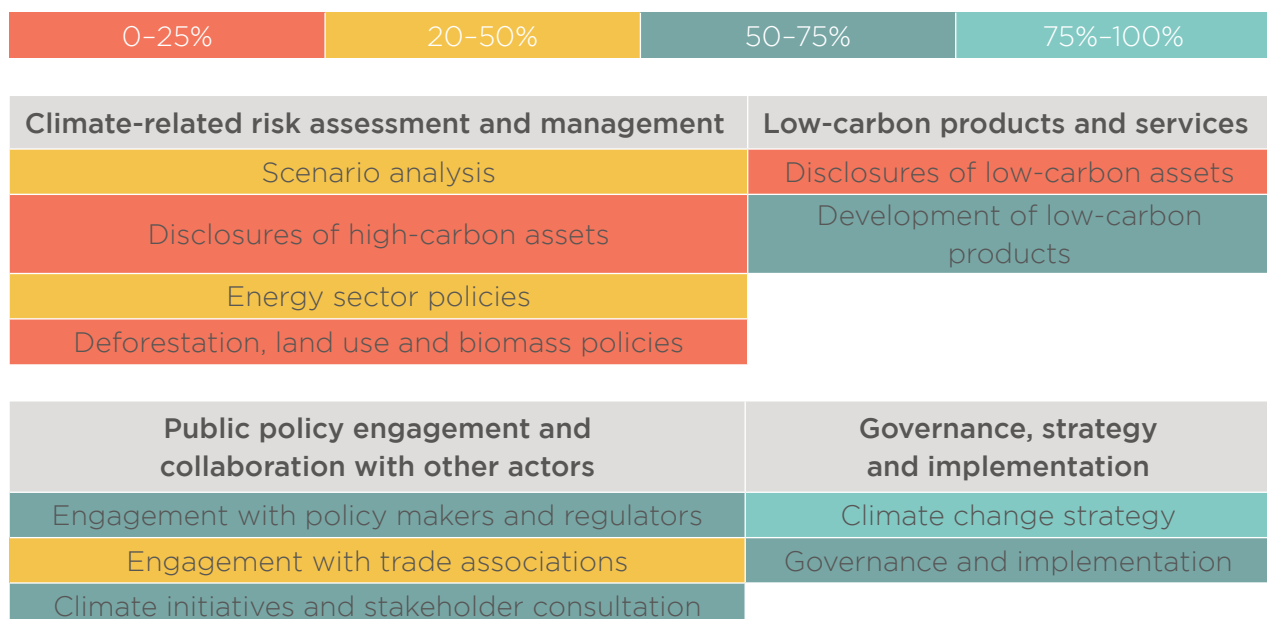 0–25%
20–50%
50–75%
75%–100%
Climate-related risk assessment and management
Low-carbon products and services
Scenario analysis
Disclosures of low-carbon assets
Disclosures of high-carbon assets
Development of low-carbon
products
Energy sector policies
Deforestation, land use and biomass policies
Public policy engagement and
collaboration with other actors
Governance, strategy
and implementation
Engagement with policy makers and regulators
Climate change strategy
Engagement with trade associations
Governance and implementation
Climate initiatives and stakeholder consultation